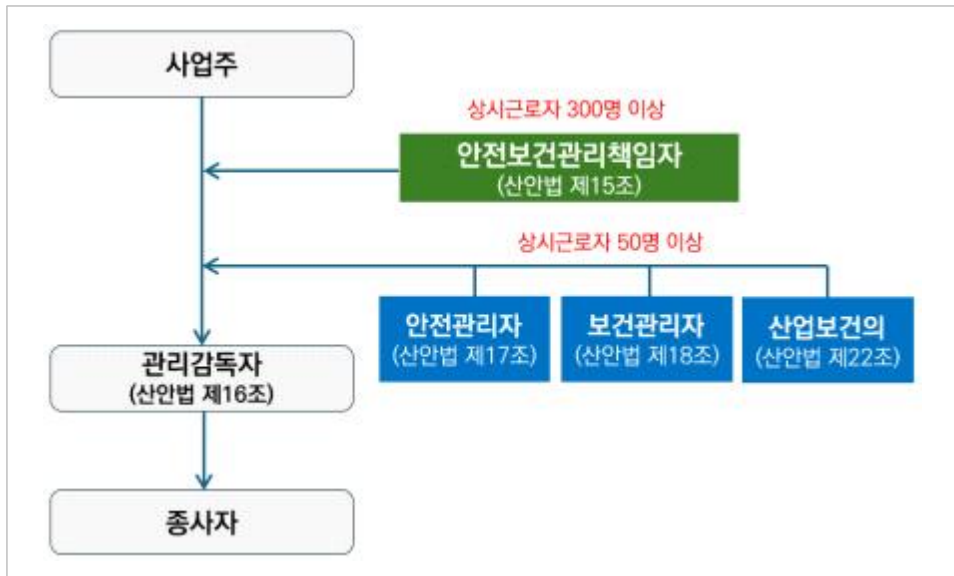 사업주
상시근로자 300명 이상
안전보건관리책임자
(산안법 제15조)
상시근로자 50명 이상
안전관리자
(산안법 제17조)
보건관리자
(산안법 제18조)
산업보건의
(산안법 제22조)
관리감독자
(산안법 제16조)
종사자